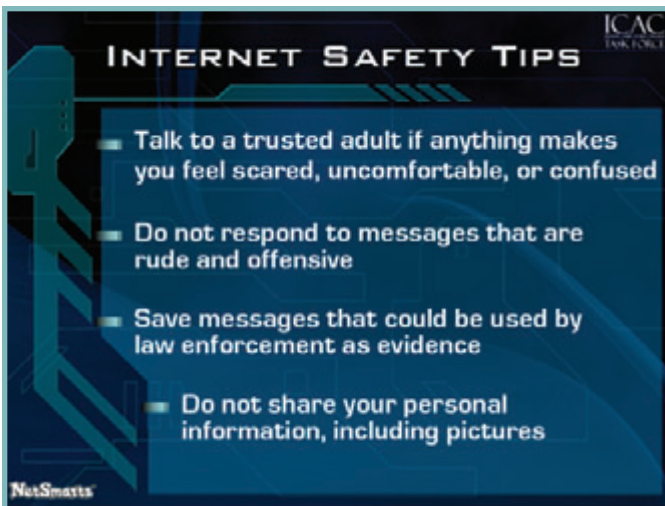 ICAC
TASK FORCE
INTERNET SAFETY TIPS
Talk to a trusted adult if anything makes
you feel scared, uncomfortable, or confused
Do not respond to messages that are
rude and offensive
Save messages that could be used by
law enforcement as evidence
Do not share your personal
information, including pictures
NetSmartz